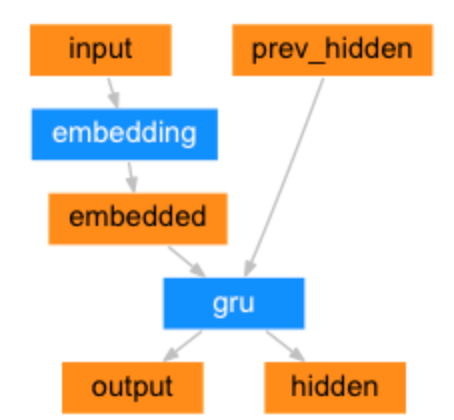 input
prev_hidden
embedding
embedded
gru
output
hidden